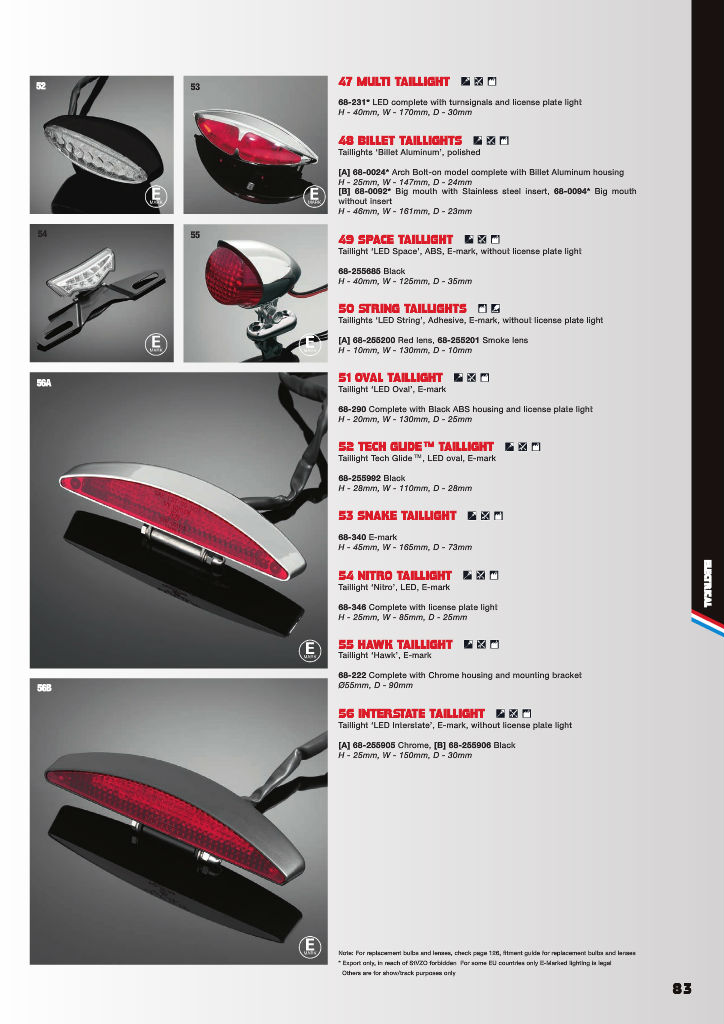 52
53
54
55
56A
56B
E
MARK
E
MARK
E
MARK
E
MARK
E
MARK
E
MARK
47 MULTI TAILLIGHT
68-231* LED complete with turnsignals and license plate light
H - 40mm, W - 170mm, D - 30mm
48 BILLET TAILLIGHTS
Taillights ‘Billet Aluminum’, polished
[A] 68-0024* Arch Bolt-on model complete with Billet Aluminum housing
H - 25mm, W - 147mm, D - 24mm
[B] 68-0092* Big mouth with Stainless steel insert, 68-0094* Big mouth
without insert
H - 46mm, W - 161mm, D - 23mm
49 SPACE TAILLIGHT
Taillight ‘LED Space’, ABS, E-mark, without license plate light
68-255685 Black
H - 40mm, W - 125mm, D - 35mm
50 STRING TAILLIGHTS
Taillights ‘LED String’, Adhesive, E-mark, without license plate light
[A] 68-255200 Red lens, 68-255201 Smoke lens
H - 10mm, W - 130mm, D - 10mm
51 OVAL TAILLIGHT
Taillight ‘LED Oval’, E-mark
68-290 Complete with Black ABS housing and license plate light
H - 20mm, W - 130mm, D - 25mm
52 TECH GLIDE™ TAILLIGHT
Taillight Tech Glide™, LED oval, E-mark
68-255992 Black
H - 28mm, W - 110mm, D - 28mm
53 SNAKE TAILLIGHT
68-340 E-mark
H - 45mm, W - 165mm, D - 73mm
54 NITRO TAILLIGHT
Taillight ‘Nitro’, LED, E-mark
68-346 Complete with license plate light
H - 25mm, W - 85mm, D - 25mm
55 HAWK TAILLIGHT
Taillight ‘Hawk’, E-mark
68-222 Complete with Chrome housing and mounting bracket
Ø55mm, D - 90mm
56 INTERSTATE TAILLIGHT
Taillight ‘LED Interstate’, E-mark, without license plate light
[A] 68-255905 Chrome, [B] 68-255906 Black
H - 25mm, W - 150mm, D - 30mm
ELECTRICAL
Note: For replacement bulbs and lenses, check page 126, fitment guide for replacement bulbs and lenses
* Export only, in reach of StVZO forbidden For some EU countries only E-Marked lighting is legal
Others are for show/track purposes only
83